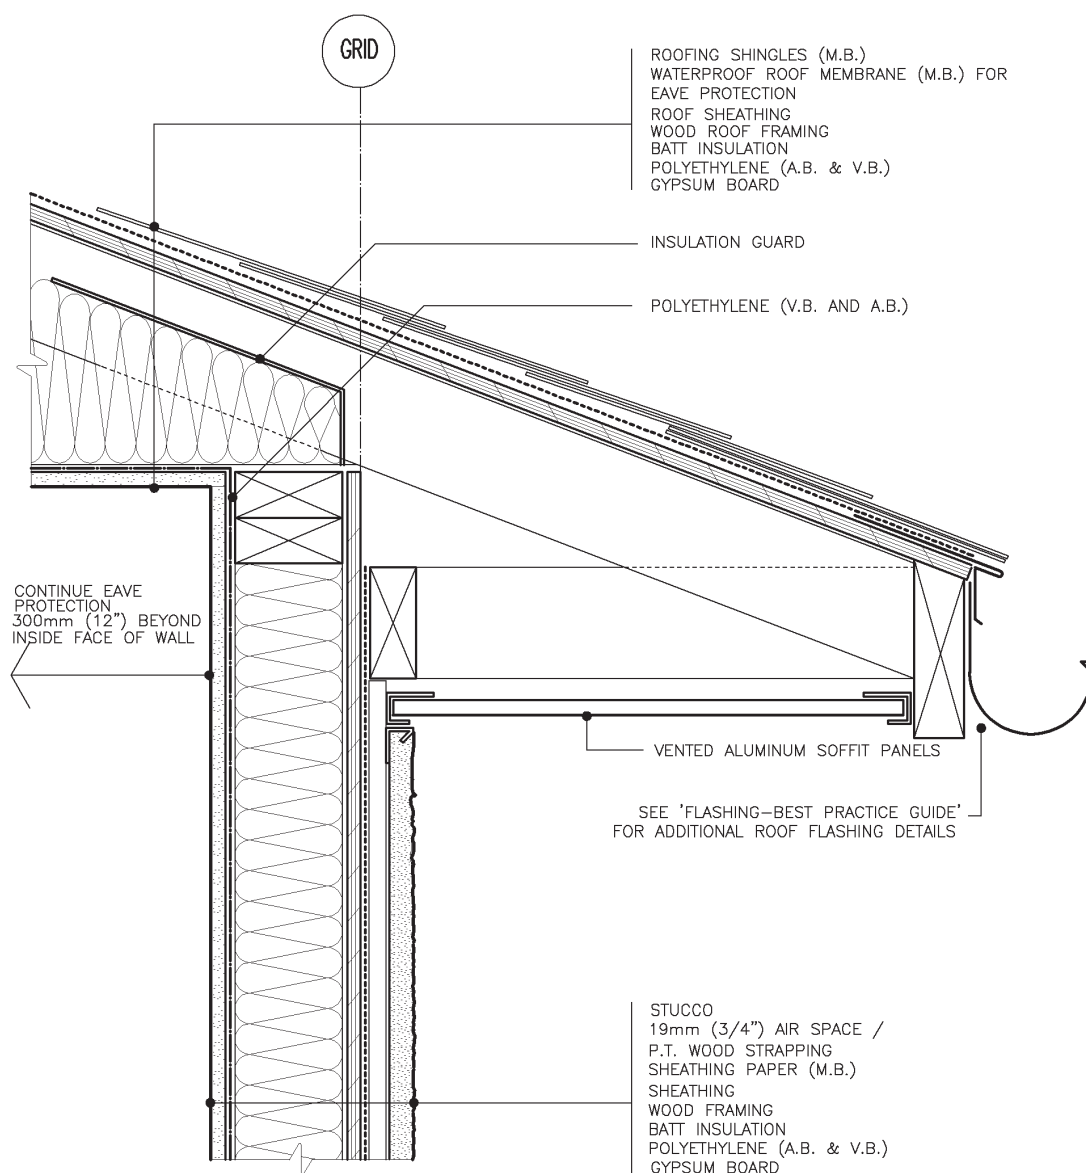 GRID
ROOFING SHINGLES (M.B.)
WATERPROOF ROOF MEMBRANE (M.B.) FOR
EAVE PROTECTION
ROOF SHEATHING
WOOD ROOF FRAMING
BATT INSULATION
POLYETHYLENE (A.B. & V.B.)
GYPSUM BOARD
INSULATION GUARD
POLYETHYLENE (V.B. AND A.B.)
CONTINUE EAVE
PROTECTION
300mm (12") BEYOND
INSIDE FACE OF WALL
VENTED ALUMINUM SOFFIT PANELS
SEE 'FLASHING-BEST PRACTICE GUIDE'
FOR ADDITIONAL ROOF FLASHING DETAILS
STUCCO
19mm (3/4") AIR SPACE /
P.T. WOOD STRAPPING
SHEATHING PAPER (M.B.)
SHEATHING
WOOD FRAMING
BATT INSULATION
POLYETHYLENE (A.B. & V.B.)
GYPSUM BOARD